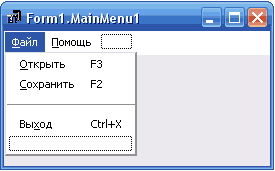 Form1.MainMenu1
Файл Помощь
Открыть F3
Сохранить F2
Выход Ctrl+X